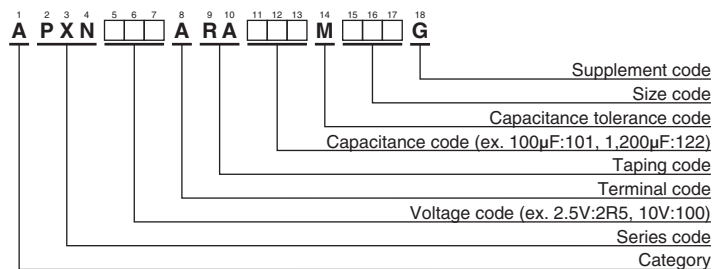 1 2 3 4 5 6 7 8 9 10 11 12 13 14 15 16 17 18
A P X N A R A M G
Supplement code
Size code
Capacitance tolerance code
Capacitance code (ex. 100µF:101, 1,200µF:122)
Taping code
Terminal code
Voltage code (ex. 2.5V:2R5, 10V:100)
Series code
Category